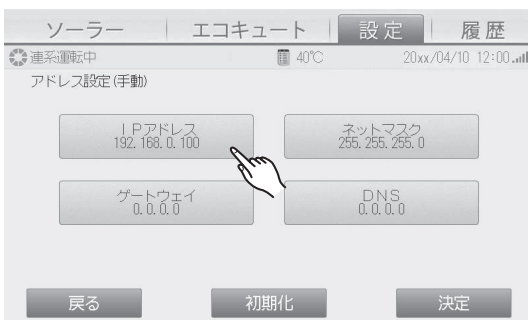 ソーラー エコキュート 設定 履歴
連系運転中 40℃ 20xx/04/10 12:00
アドレス設定(手動)
IPアドレス ネットマスク
192.168.0.100 255.255.255.0
ゲートウェイ DNS
0.0.0.0 0.0.0.0
戻る 初期化 決定